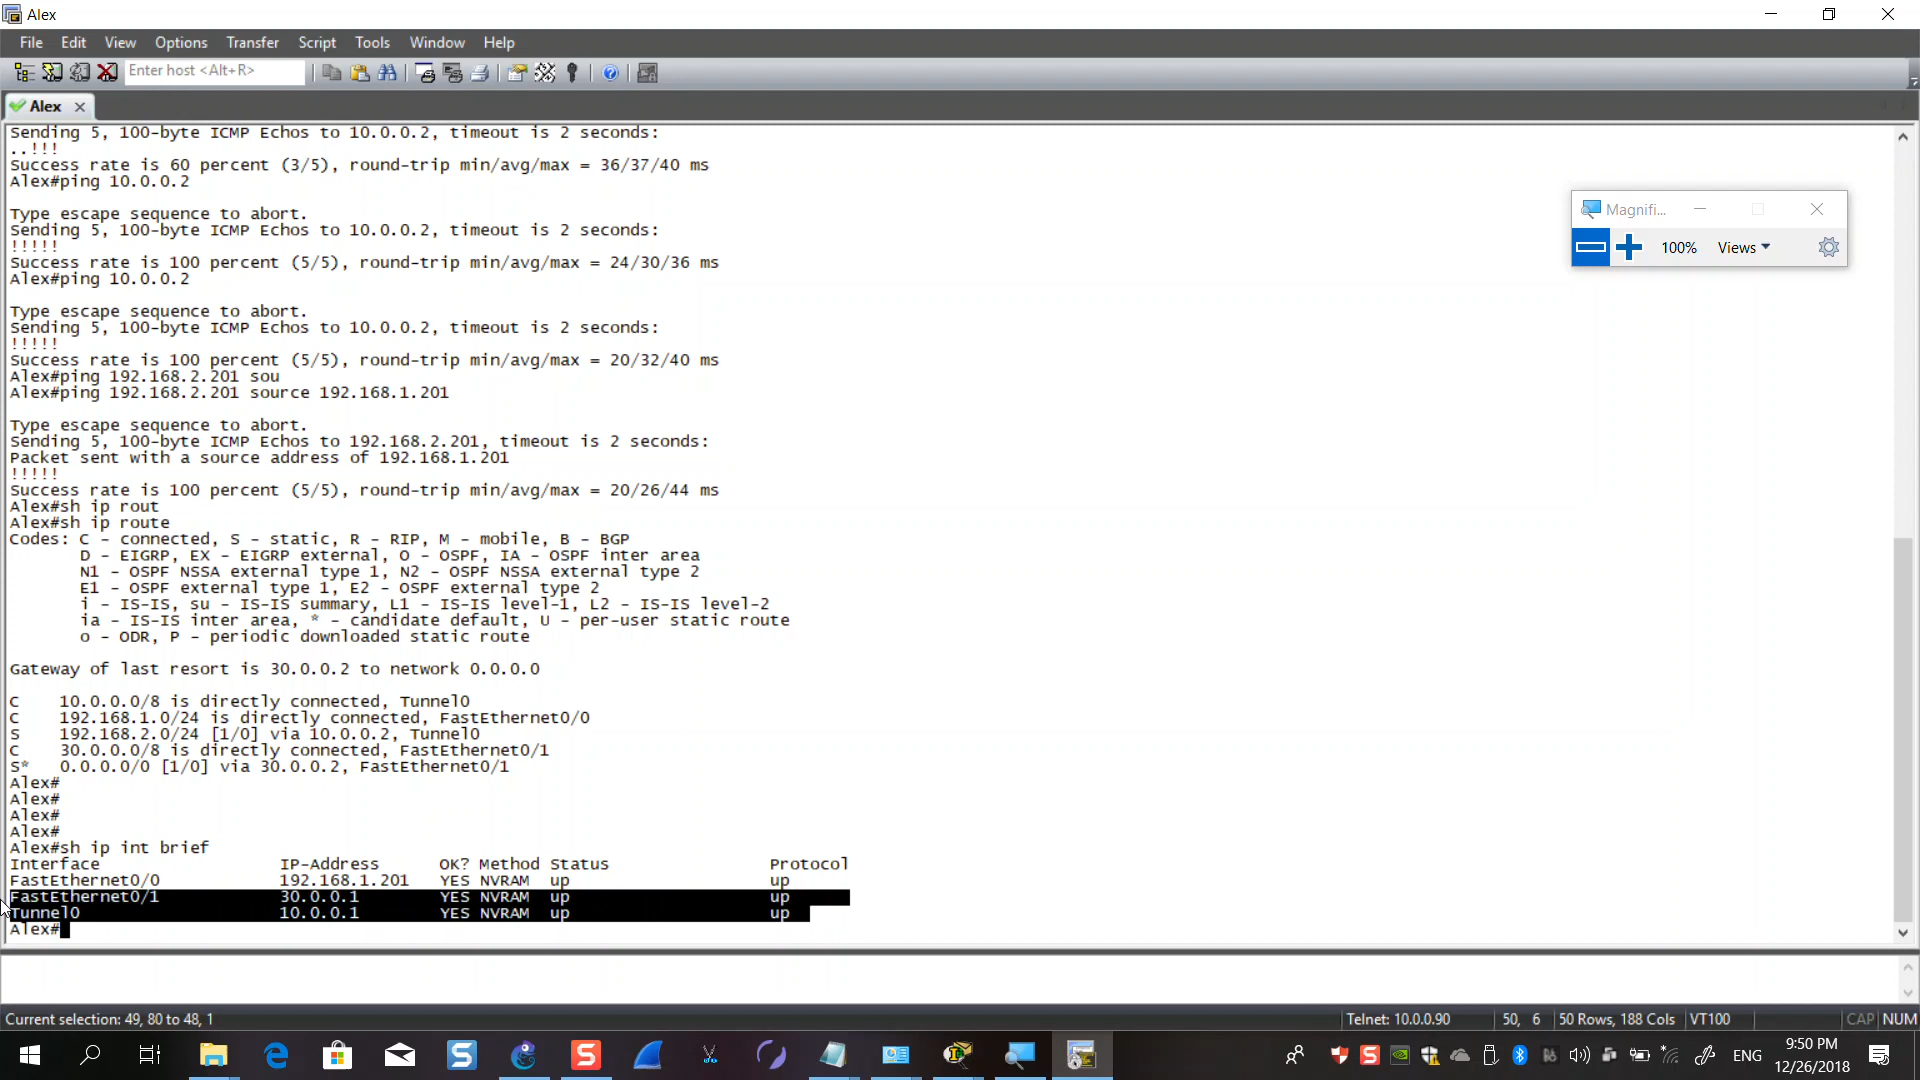 Alex
File Edit View Options Transfer Script Tools Window Help
Enter host <Alt+R>
Alex
Sending 5, 100-byte ICMP Echos to 10.0.0.2, timeout is 2 seconds:
..!!!
Success rate is 60 percent (3/5), round-trip min/avg/max = 36/37/40 ms
Alex#ping 10.0.0.2
Type escape sequence to abort.
Sending 5, 100-byte ICMP Echos to 10.0.0.2, timeout is 2 seconds:
!!!!!
Success rate is 100 percent (5/5), round-trip min/avg/max = 24/30/36 ms
Alex#ping 10.0.0.2
Type escape sequence to abort.
Sending 5, 100-byte ICMP Echos to 10.0.0.2, timeout is 2 seconds:
!!!!!
Success rate is 100 percent (5/5), round-trip min/avg/max = 20/32/40 ms
Alex#ping 192.168.2.201 sou
Alex#ping 192.168.2.201 source 192.168.1.201
Type escape sequence to abort.
Sending 5, 100-byte ICMP Echos to 192.168.2.201, timeout is 2 seconds:
Packet sent with a source address of 192.168.1.201
!!!!!
Success rate is 100 percent (5/5), round-trip min/avg/max = 20/26/44 ms
Alex#sh ip rout
Alex#sh ip route
Codes: C - connected, S - static, R - RIP, M - mobile, B - BGP
D - EIGRP, EX - EIGRP external, O - OSPF, IA - OSPF inter area
N1 - OSPF NSSA external type 1, N2 - OSPF NSSA external type 2
E1 - OSPF external type 1, E2 - OSPF external type 2
i - IS-IS, su - IS-IS summary, L1 - IS-IS level-1, L2 - IS-IS level-2
ia - IS-IS inter area, * - candidate default, U - per-user static route
o - ODR, P - periodic downloaded static route
Gateway of last resort is 30.0.0.2 to network 0.0.0.0
C 10.0.0.0/8 is directly connected, Tunnel0
C 192.168.1.0/24 is directly connected, FastEthernet0/0
S 192.168.2.0/24 [1/0] via 10.0.0.2, Tunnel0
C 30.0.0.0/8 is directly connected, FastEthernet0/1
S* 0.0.0.0/0 [1/0] via 30.0.0.2, FastEthernet0/1
Alex#
Alex#
Alex#
Alex#
Alex#sh ip int brief
Interface IP-Address OK? Method Status Protocol
FastEthernet0/0 192.168.1.201 YES NVRAM up up
FastEthernet0/1 30.0.0.1 YES NVRAM up up
Tunnel0 10.0.0.1 YES NVRAM up up
Alex#
Magnifi...
100% Views
Current selection: 49, 80 to 48, 1
Telnet: 10.0.0.90 50, 6 50 Rows, 188 Cols VT100 CAP NUM
ENG
9:50 PM
12/26/2018